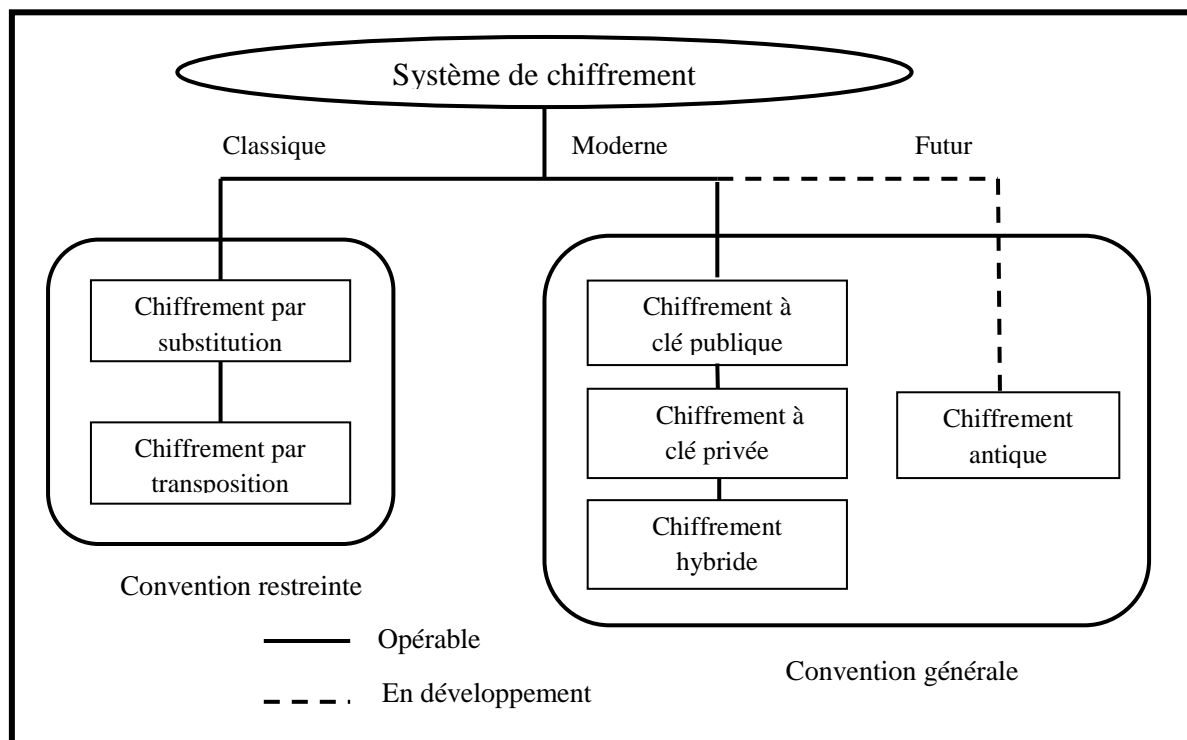 Système de chiffrement
Classique
Moderne
Futur
Chiffrement par
substitution
Chiffrement par
transposition
Convention restreinte
Chiffrement à
clé publique
Chiffrement à
clé privée
Chiffrement
hybride
Chiffrement
antique
Convention générale
Opérable
En développement